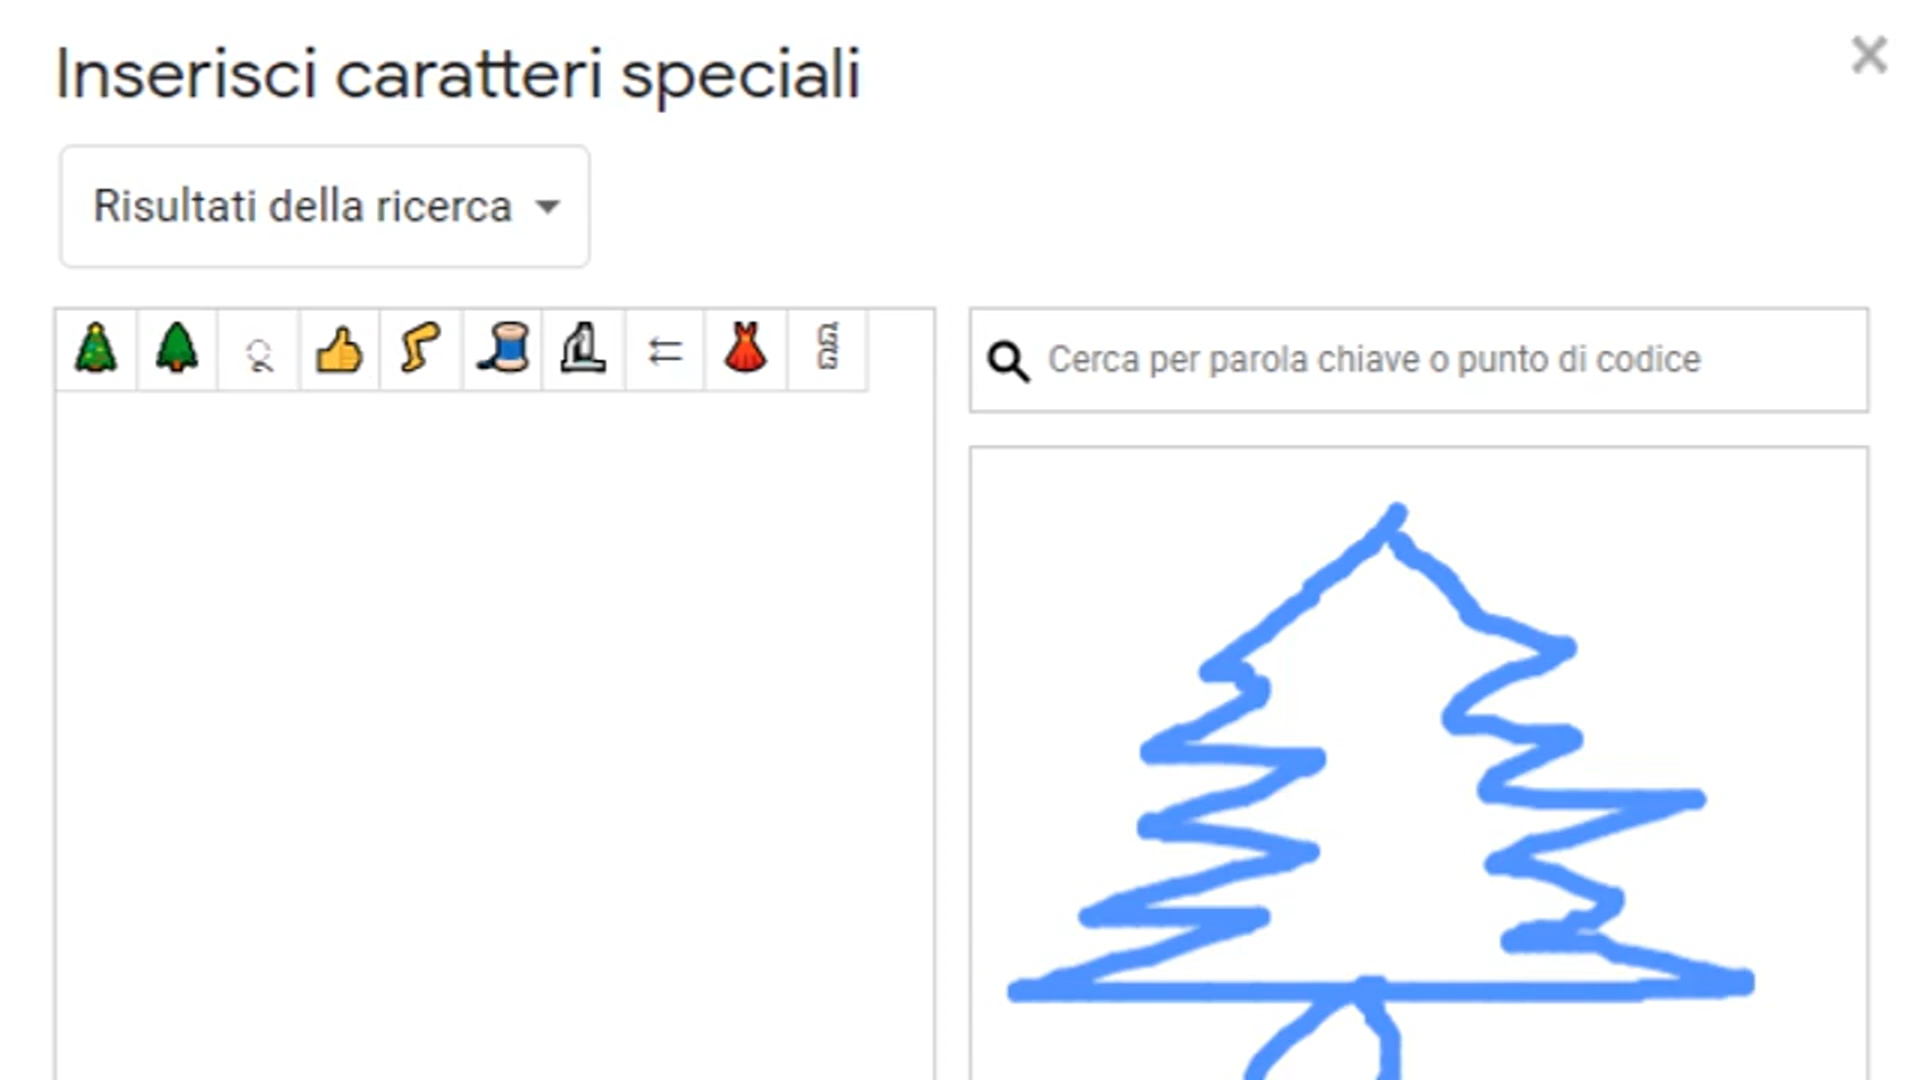 Inserisci caratteri speciali
Risultati della ricerca
Cerca per parola chiave o punto di codice